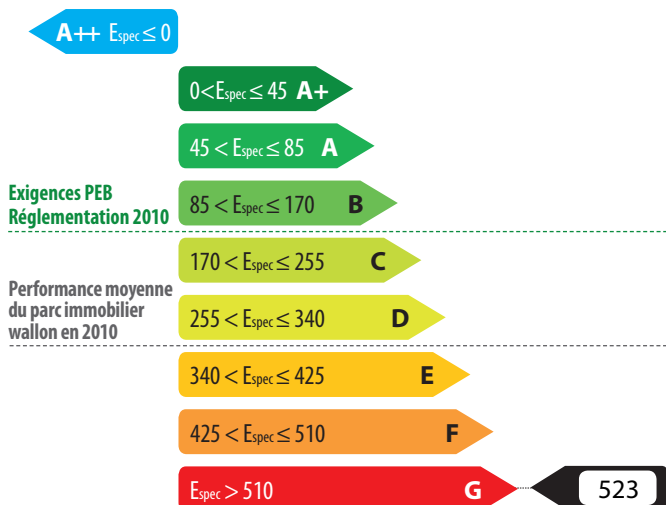 A++ Espec ≤ 0
0<Espec ≤ 45 A+
45 < Espec ≤ 85 A
Exigences PEB
Réglementation 2010
85 < Espec ≤ 170 B
170 < Espec ≤ 255 C
Performance moyenne
du parc immobilier
wallon en 2010
255 < Espec ≤ 340 D
340 < Espec ≤ 425 E
425 < Espec ≤ 510 F
Espec > 510 G
523